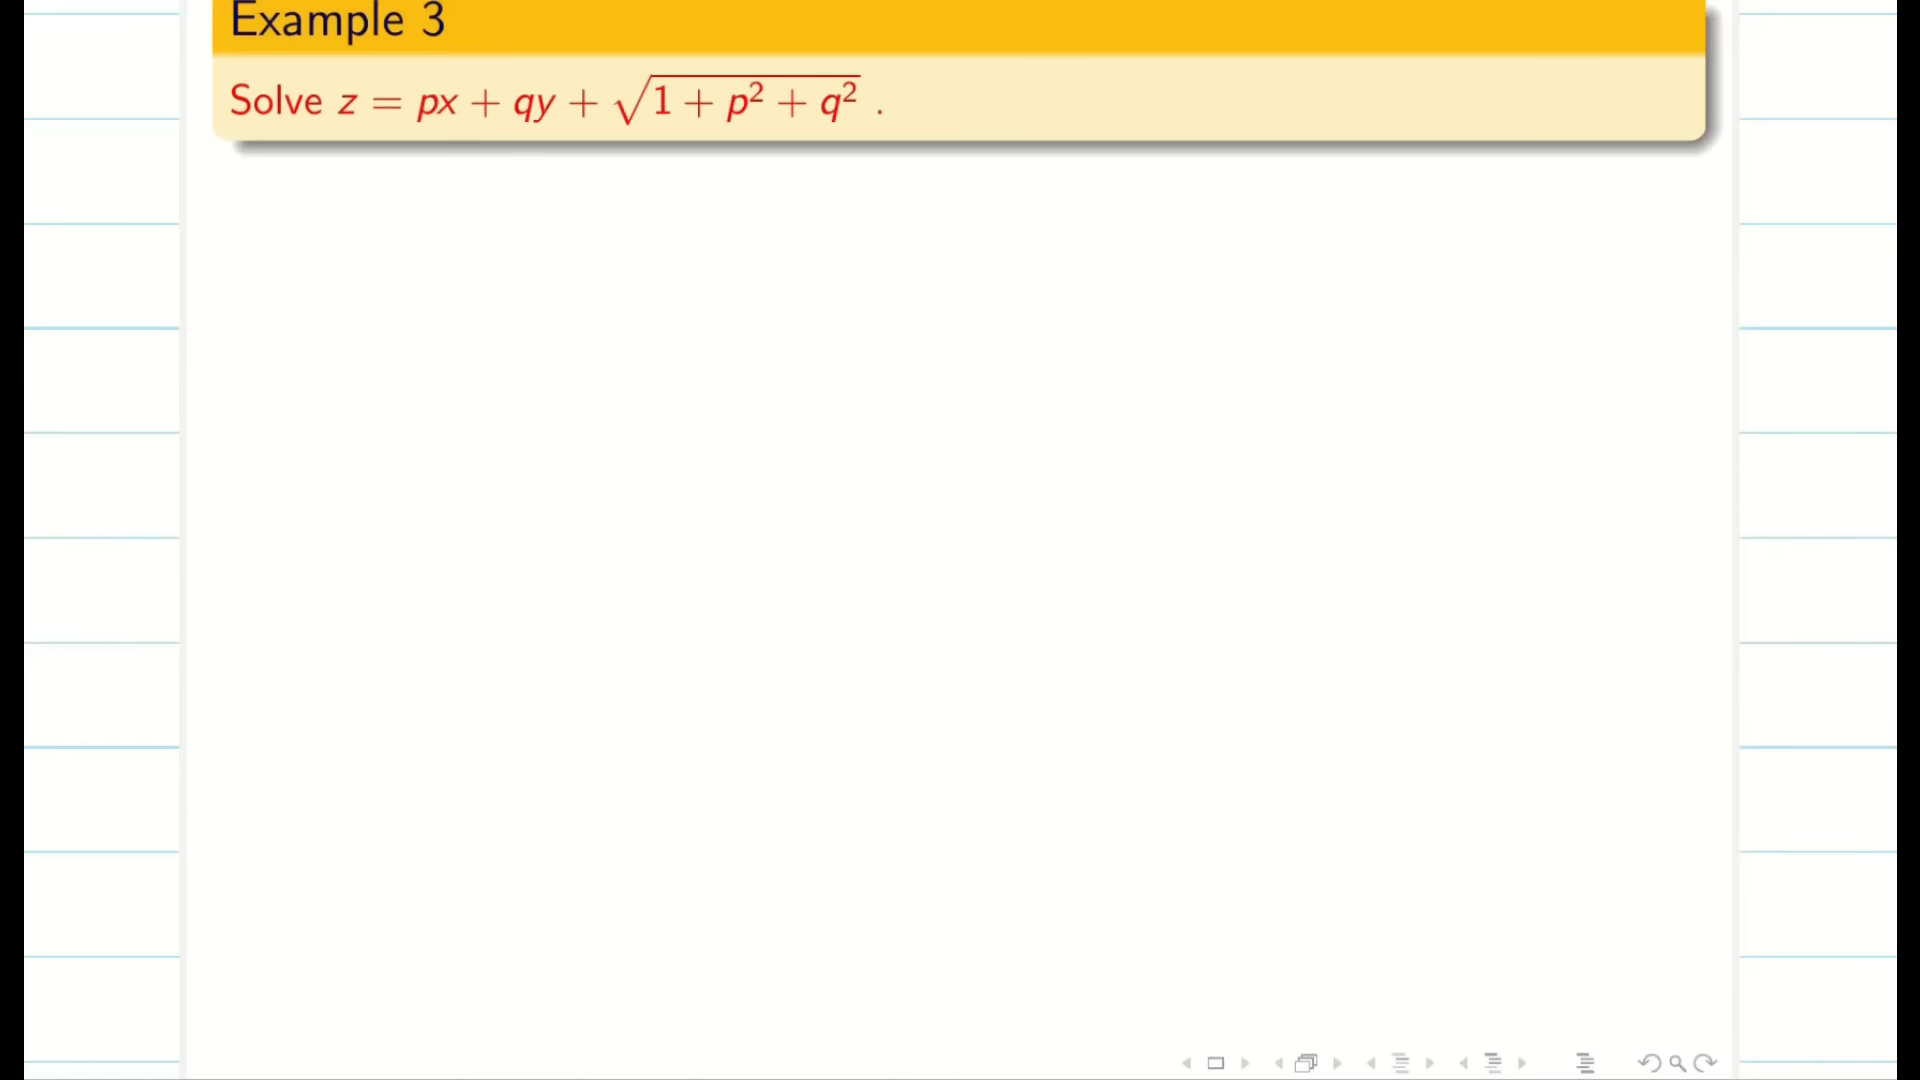 Example 3
Solve z = px + qy + √(1 + p² + q²) .